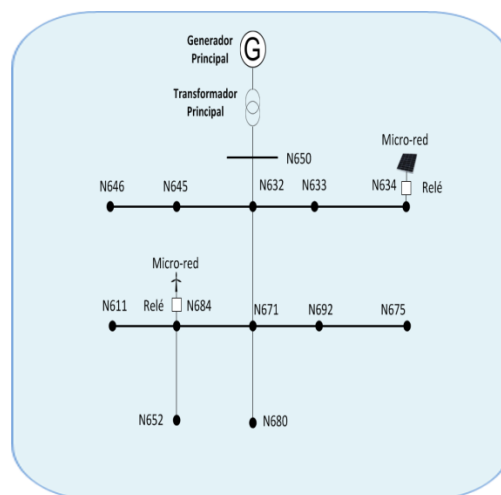 Generador
Principal
G
Transformador
Principal
N650
Micro-red
N646
N645
N632
N633
N634
Relé
Micro-red
N611
Relé
N684
N671
N692
N675
N652
N680